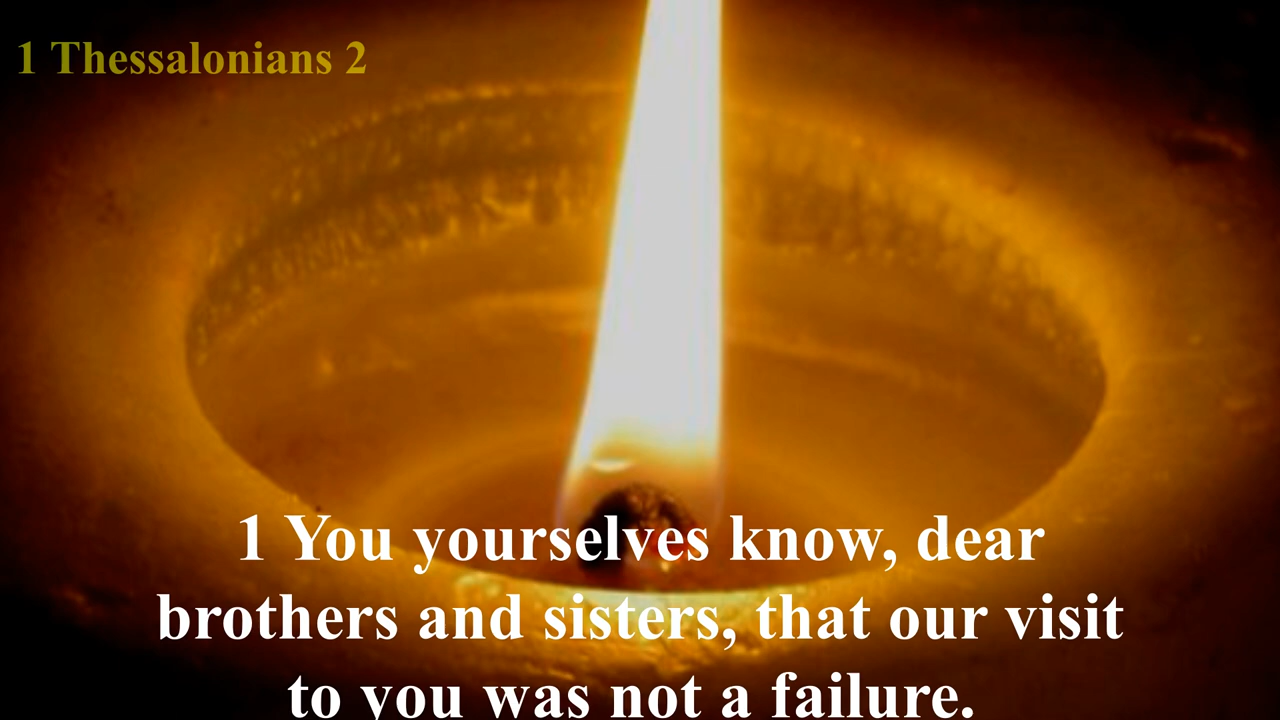 1 Thessalonians 2
1 You yourselves know, dear
brothers and sisters, that our visit
to you was not a failure.